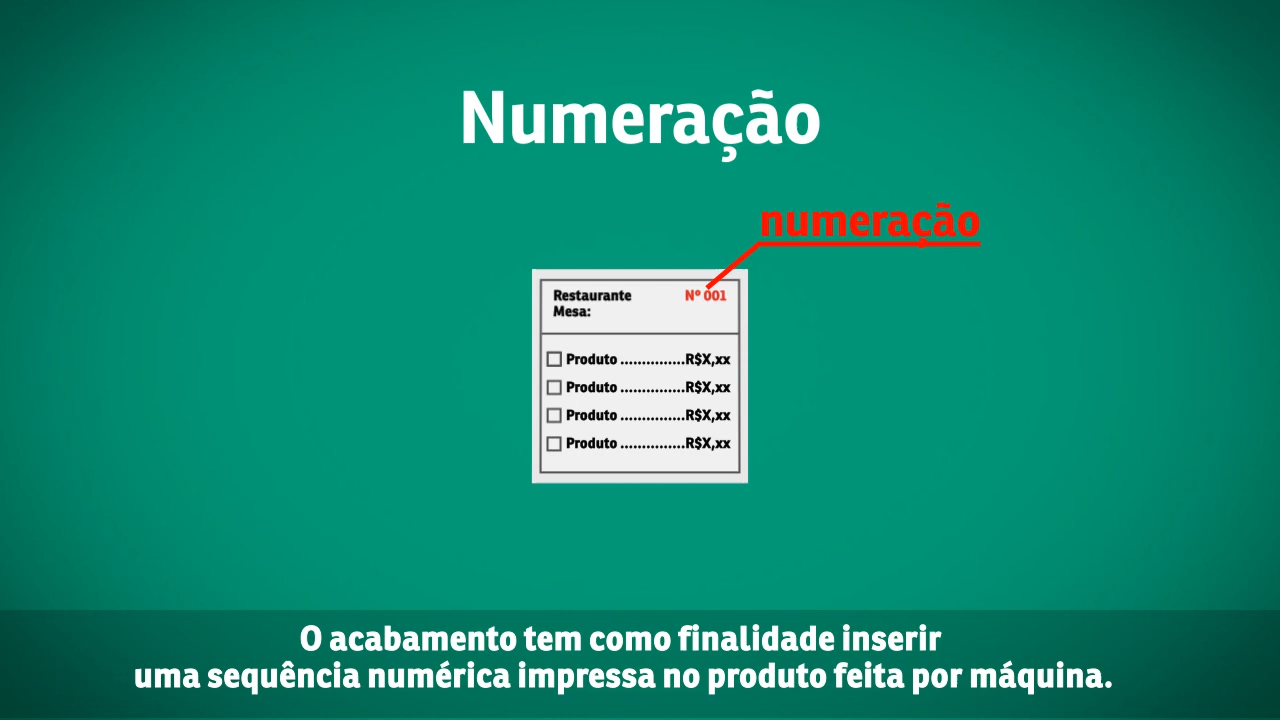 Numeração
numeração
Restaurante Nº 001
Mesa:
Produto ...............R$X,xx
Produto ...............R$X,xx
Produto ...............R$X,xx
Produto ...............R$X,xx
O acabamento tem como finalidade inserir
uma sequência numérica impressa no produto feita por máquina.